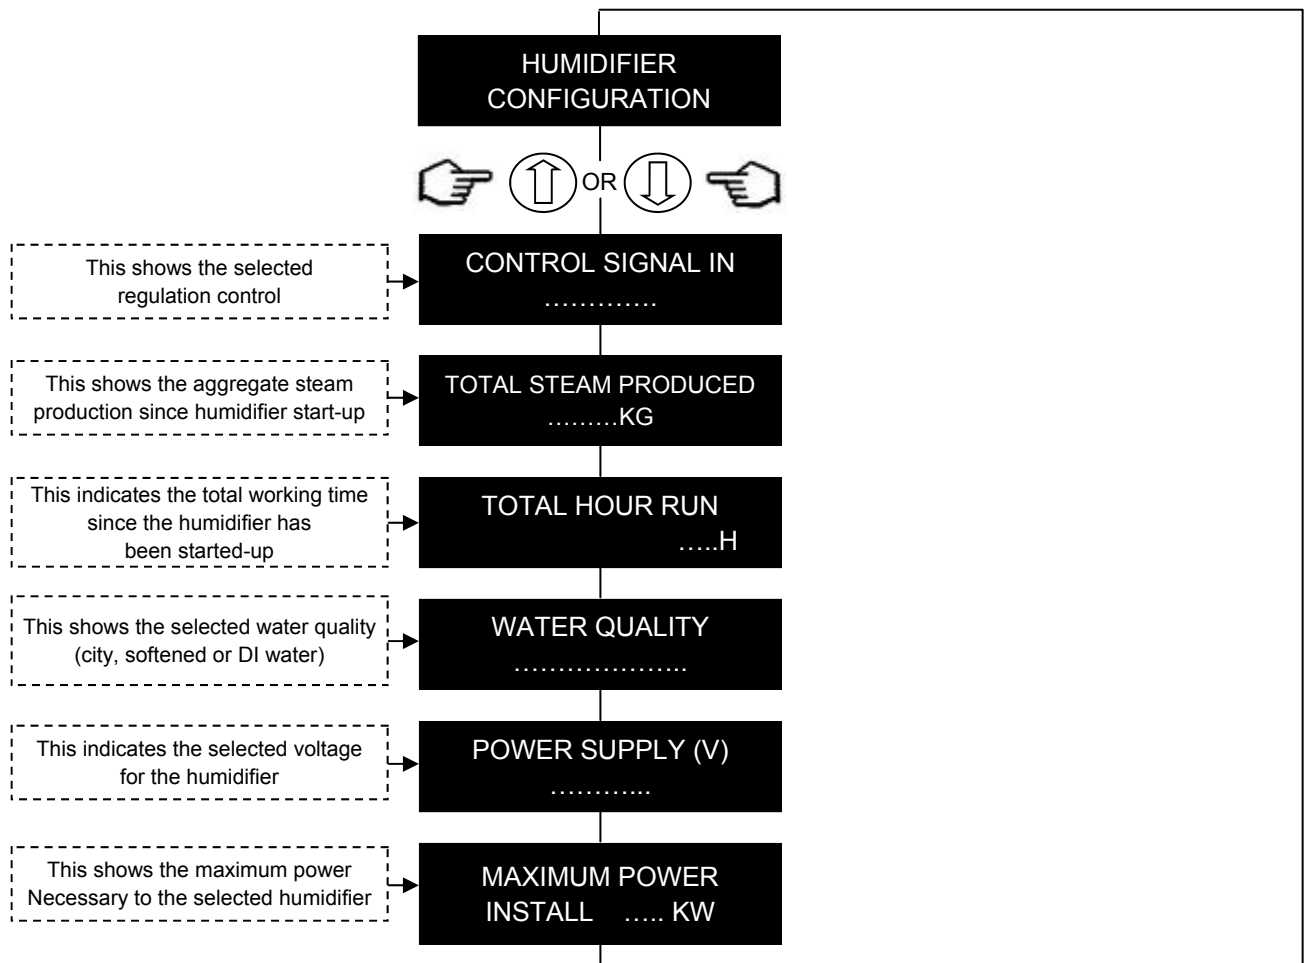 HUMIDIFIER
CONFIGURATION
OR
This shows the selected
regulation control
CONTROL SIGNAL IN
………….
This shows the aggregate steam
production since humidifier start-up
TOTAL STEAM PRODUCED
………KG
This indicates the total working time
since the humidifier has
been started-up
TOTAL HOUR RUN
…..H
This shows the selected water quality
(city, softened or DI water)
WATER QUALITY
………………..
This indicates the selected voltage
for the humidifier
POWER SUPPLY (V)
………...
This shows the maximum power
Necessary to the selected humidifier
MAXIMUM POWER
INSTALL ….. KW